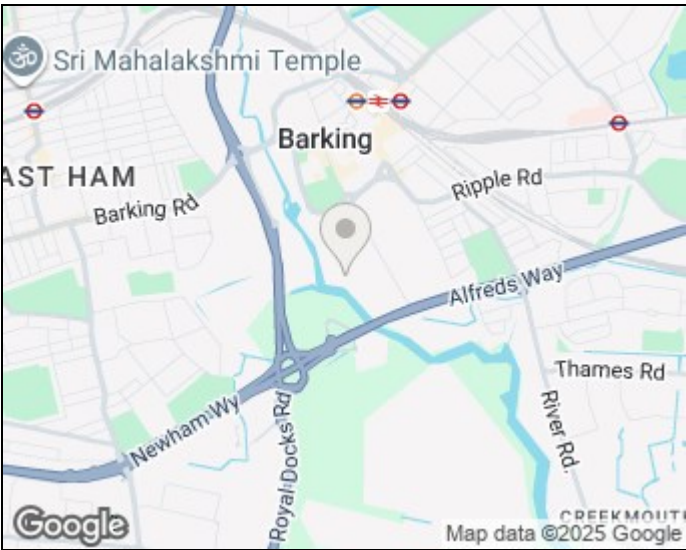 Sri Mahalakshmi Temple
Barking
AST HAM
Ripple Rd
Barking Rd
Alfreds Way
Thames Rd
Newham Wy
Royal Docks Rd
River Rd.
CREEKMOUTH
Google
Map data ©2025 Google